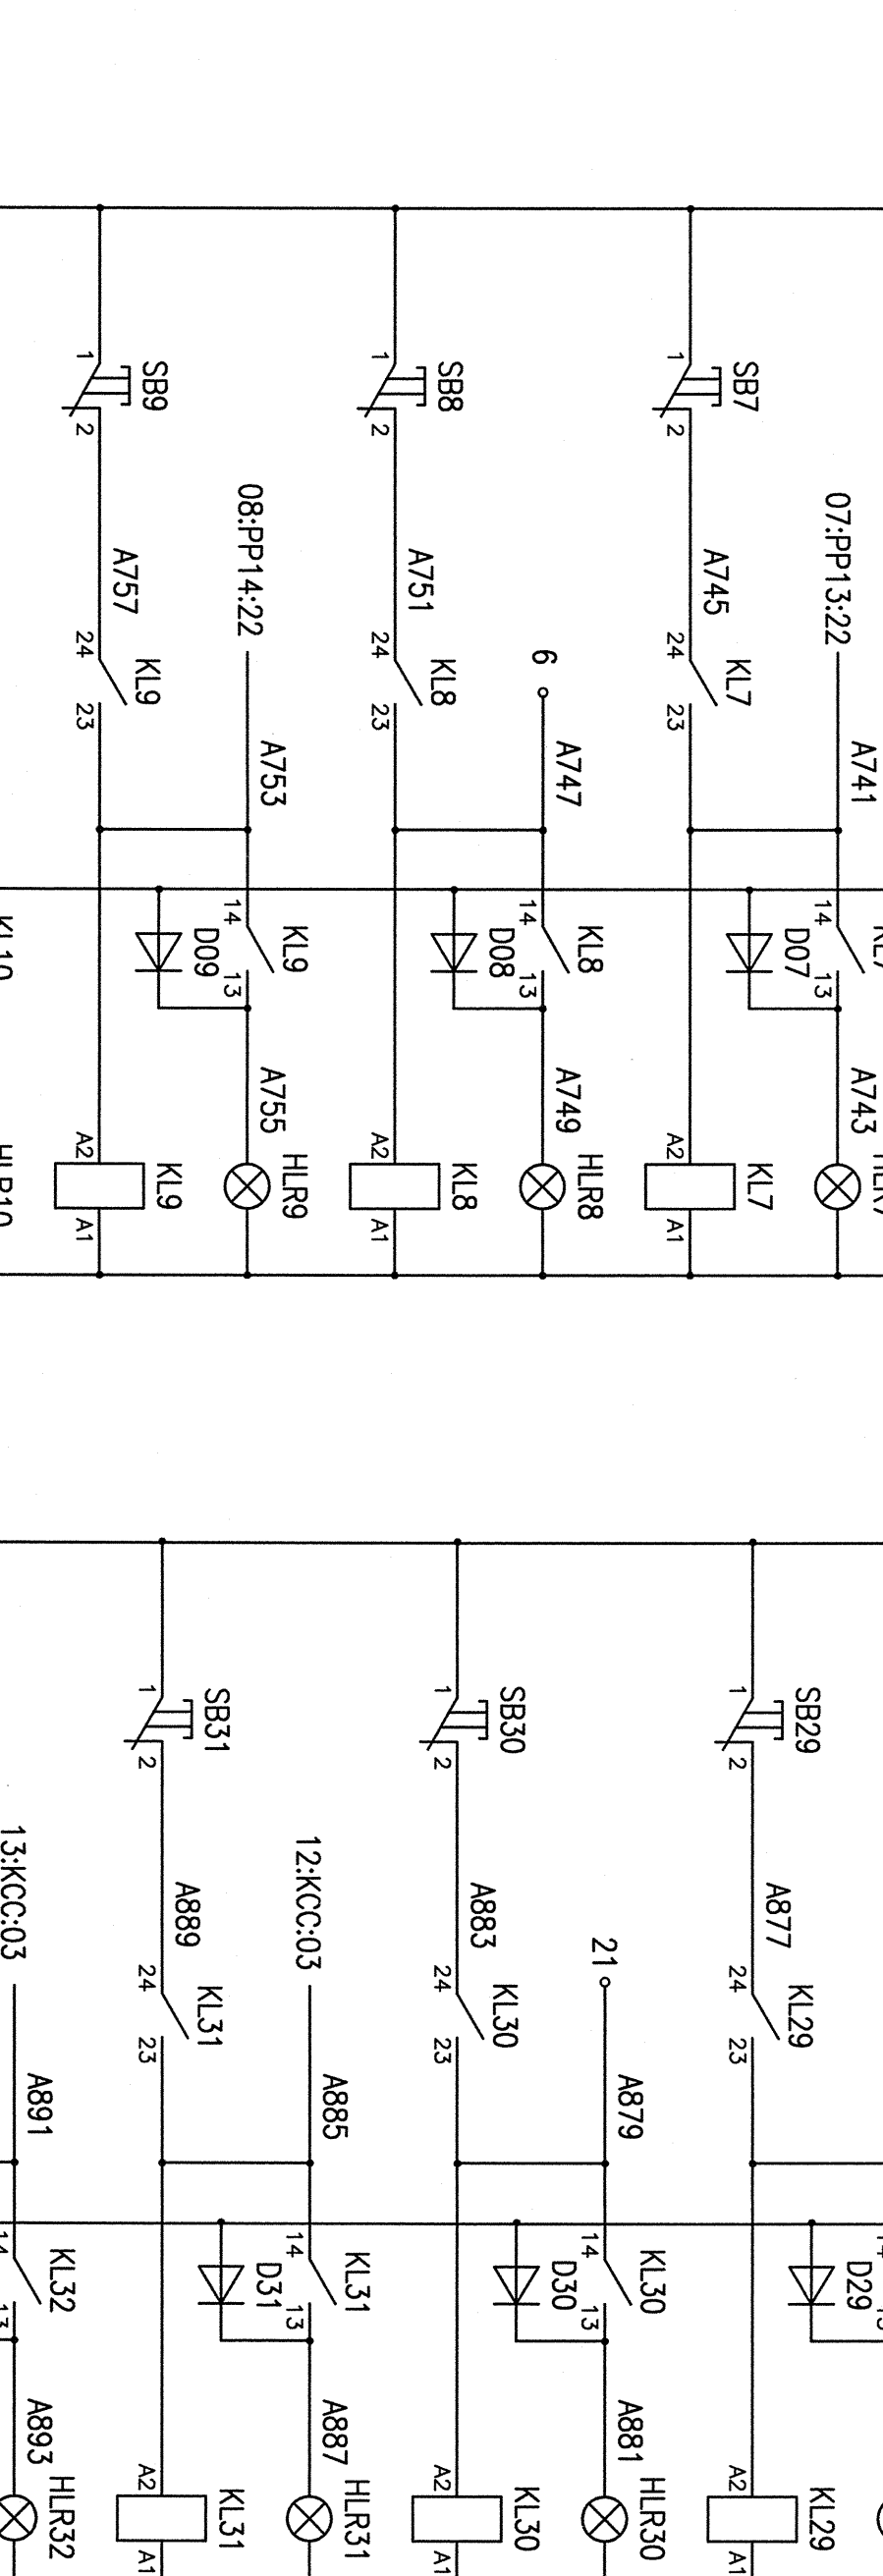 07:PP13:22
A741
14
13
A743
D07
SB7
1
2
A745
KL7
24
23
A2
KL7
A1
6
A747
KL8
14
13
A749
HLR8
D08
SB8
1
2
A751
KL8
24
23
A2
KL8
A1
08:PP14:22
A753
KL9
14
13
A755
HLR9
D09
SB9
1
2
A757
KL9
24
23
A2
KL9
A1
D29
SB29
1
2
A877
KL29
24
23
A2
KL29
A1
21
A879
KL30
14
13
A881
HLR30
D30
SB30
1
2
A883
KL30
24
23
A2
KL30
A1
12:KCC:03
A885
KL31
14
13
A887
HLR31
D31
SB31
1
2
A889
KL31
24
23
A2
KL31
A1
13:KCC:03
A891
KL32
14
13
A893
HLR32